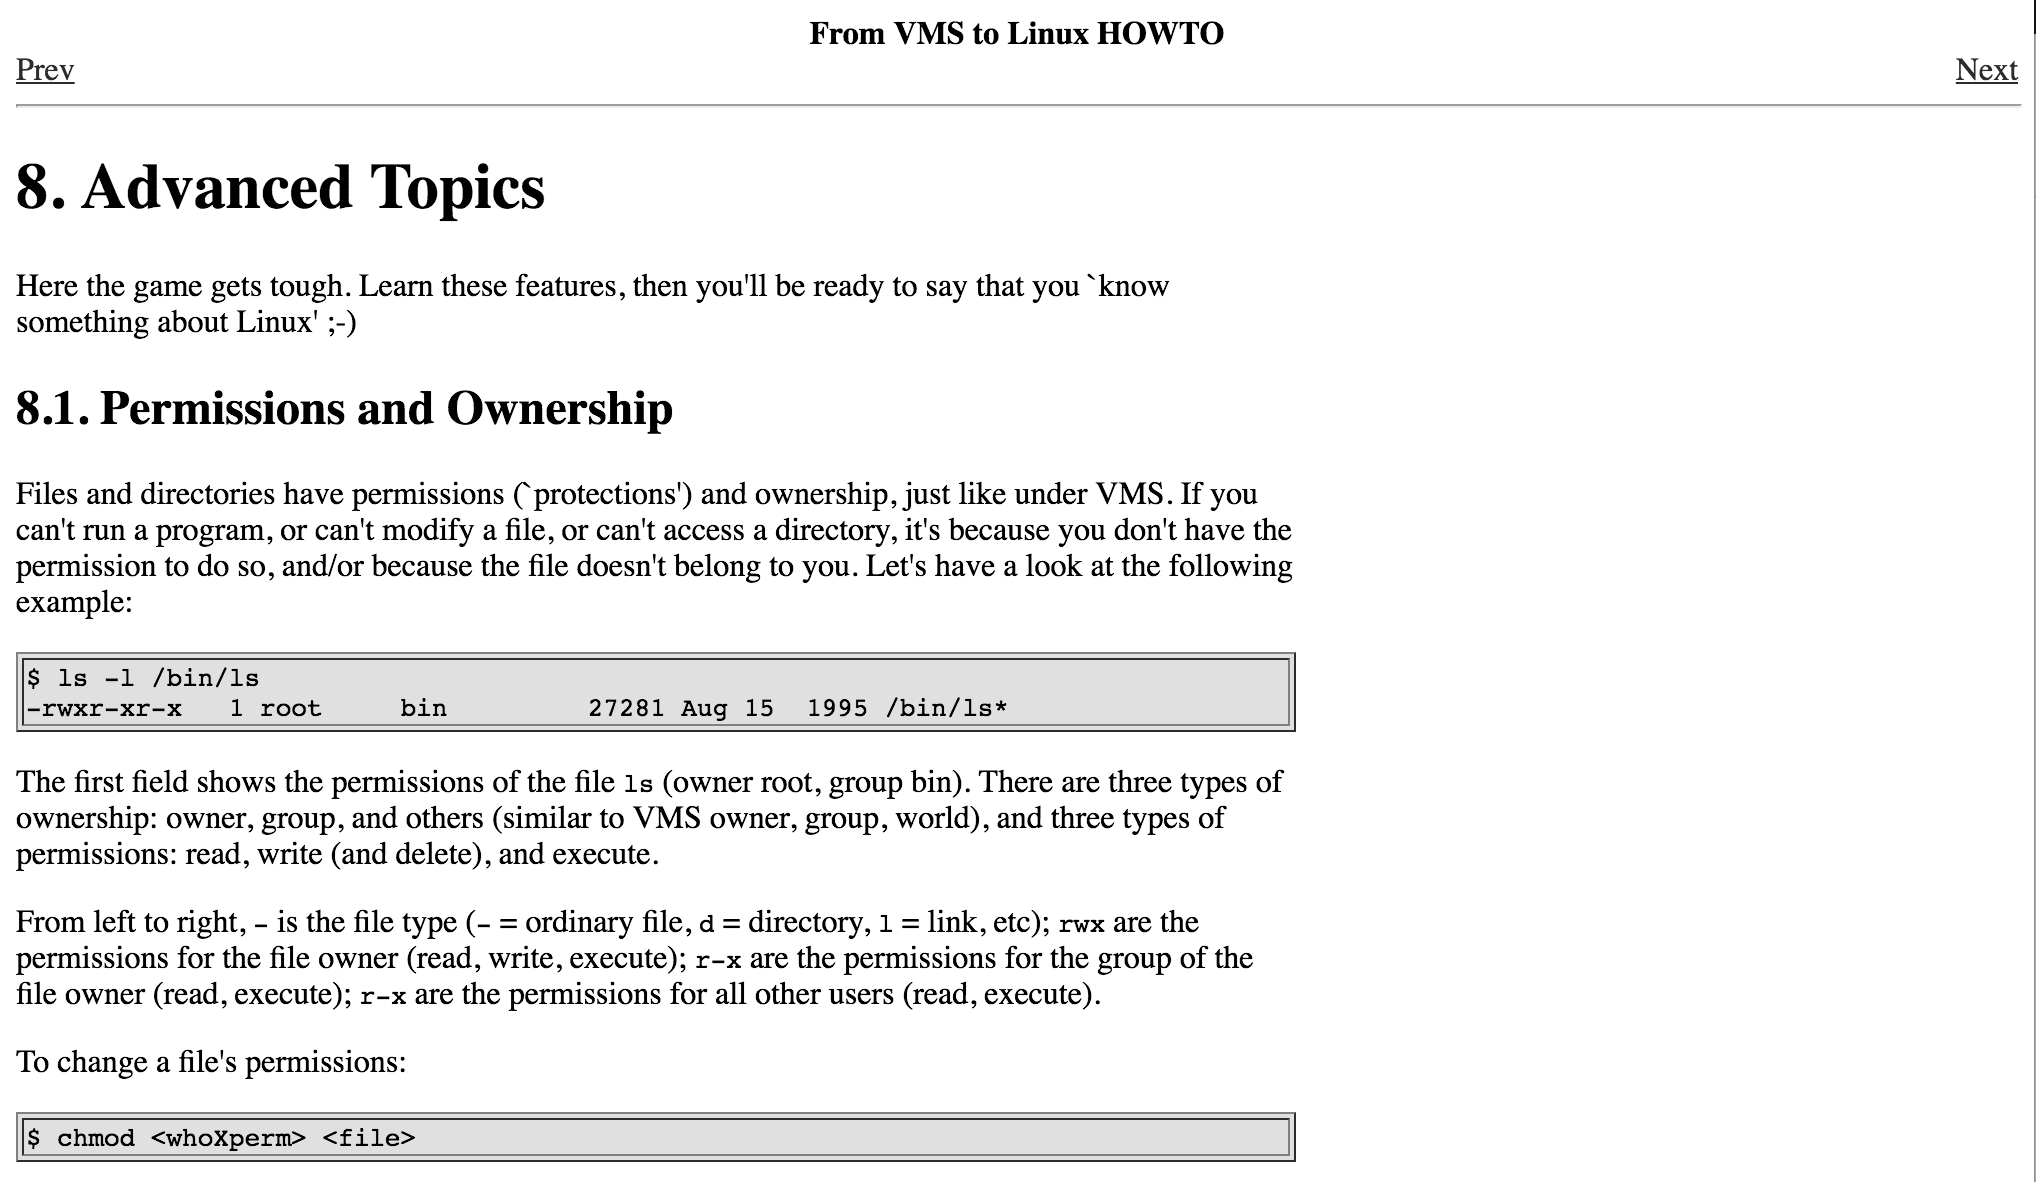 From VMS to Linux HOWTO
Prev
Next
8. Advanced Topics
Here the game gets tough. Learn these features, then you'll be ready to say that you `know
something about Linux' ;-)
8.1. Permissions and Ownership
Files and directories have permissions (`protections') and ownership, just like under VMS. If you
can't run a program, or can't modify a file, or can't access a directory, it's because you don't have the
permission to do so, and/or because the file doesn't belong to you. Let's have a look at the following
example:
$ ls -l /bin/ls
-rwxr-xr-x   1 root     bin         27281 Aug 15  1995 /bin/ls*
The first field shows the permissions of the file ls (owner root, group bin). There are three types of
ownership: owner, group, and others (similar to VMS owner, group, world), and three types of
permissions: read, write (and delete), and execute.
From left to right, - is the file type (- = ordinary file, d = directory, l = link, etc); rwx are the
permissions for the file owner (read, write, execute); r-x are the permissions for the group of the
file owner (read, execute); r-x are the permissions for all other users (read, execute).
To change a file's permissions:
$ chmod <whoXperm> <file>